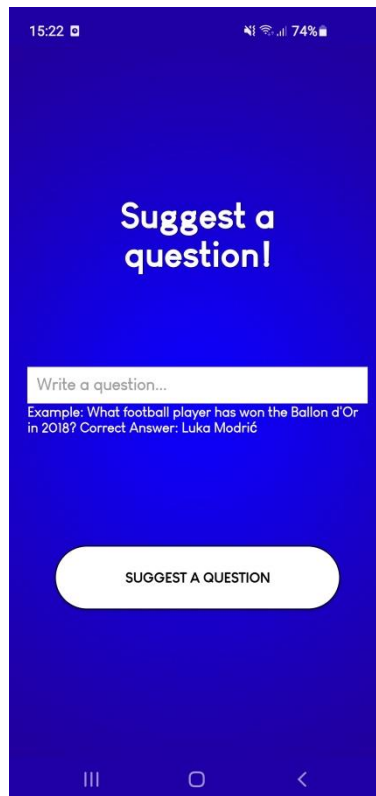 15:22
74%
Suggest a
question!
Write a question...
Example: What football player has won the Ballon d'Or
in 2018? Correct Answer: Luka Modrić
SUGGEST A QUESTION